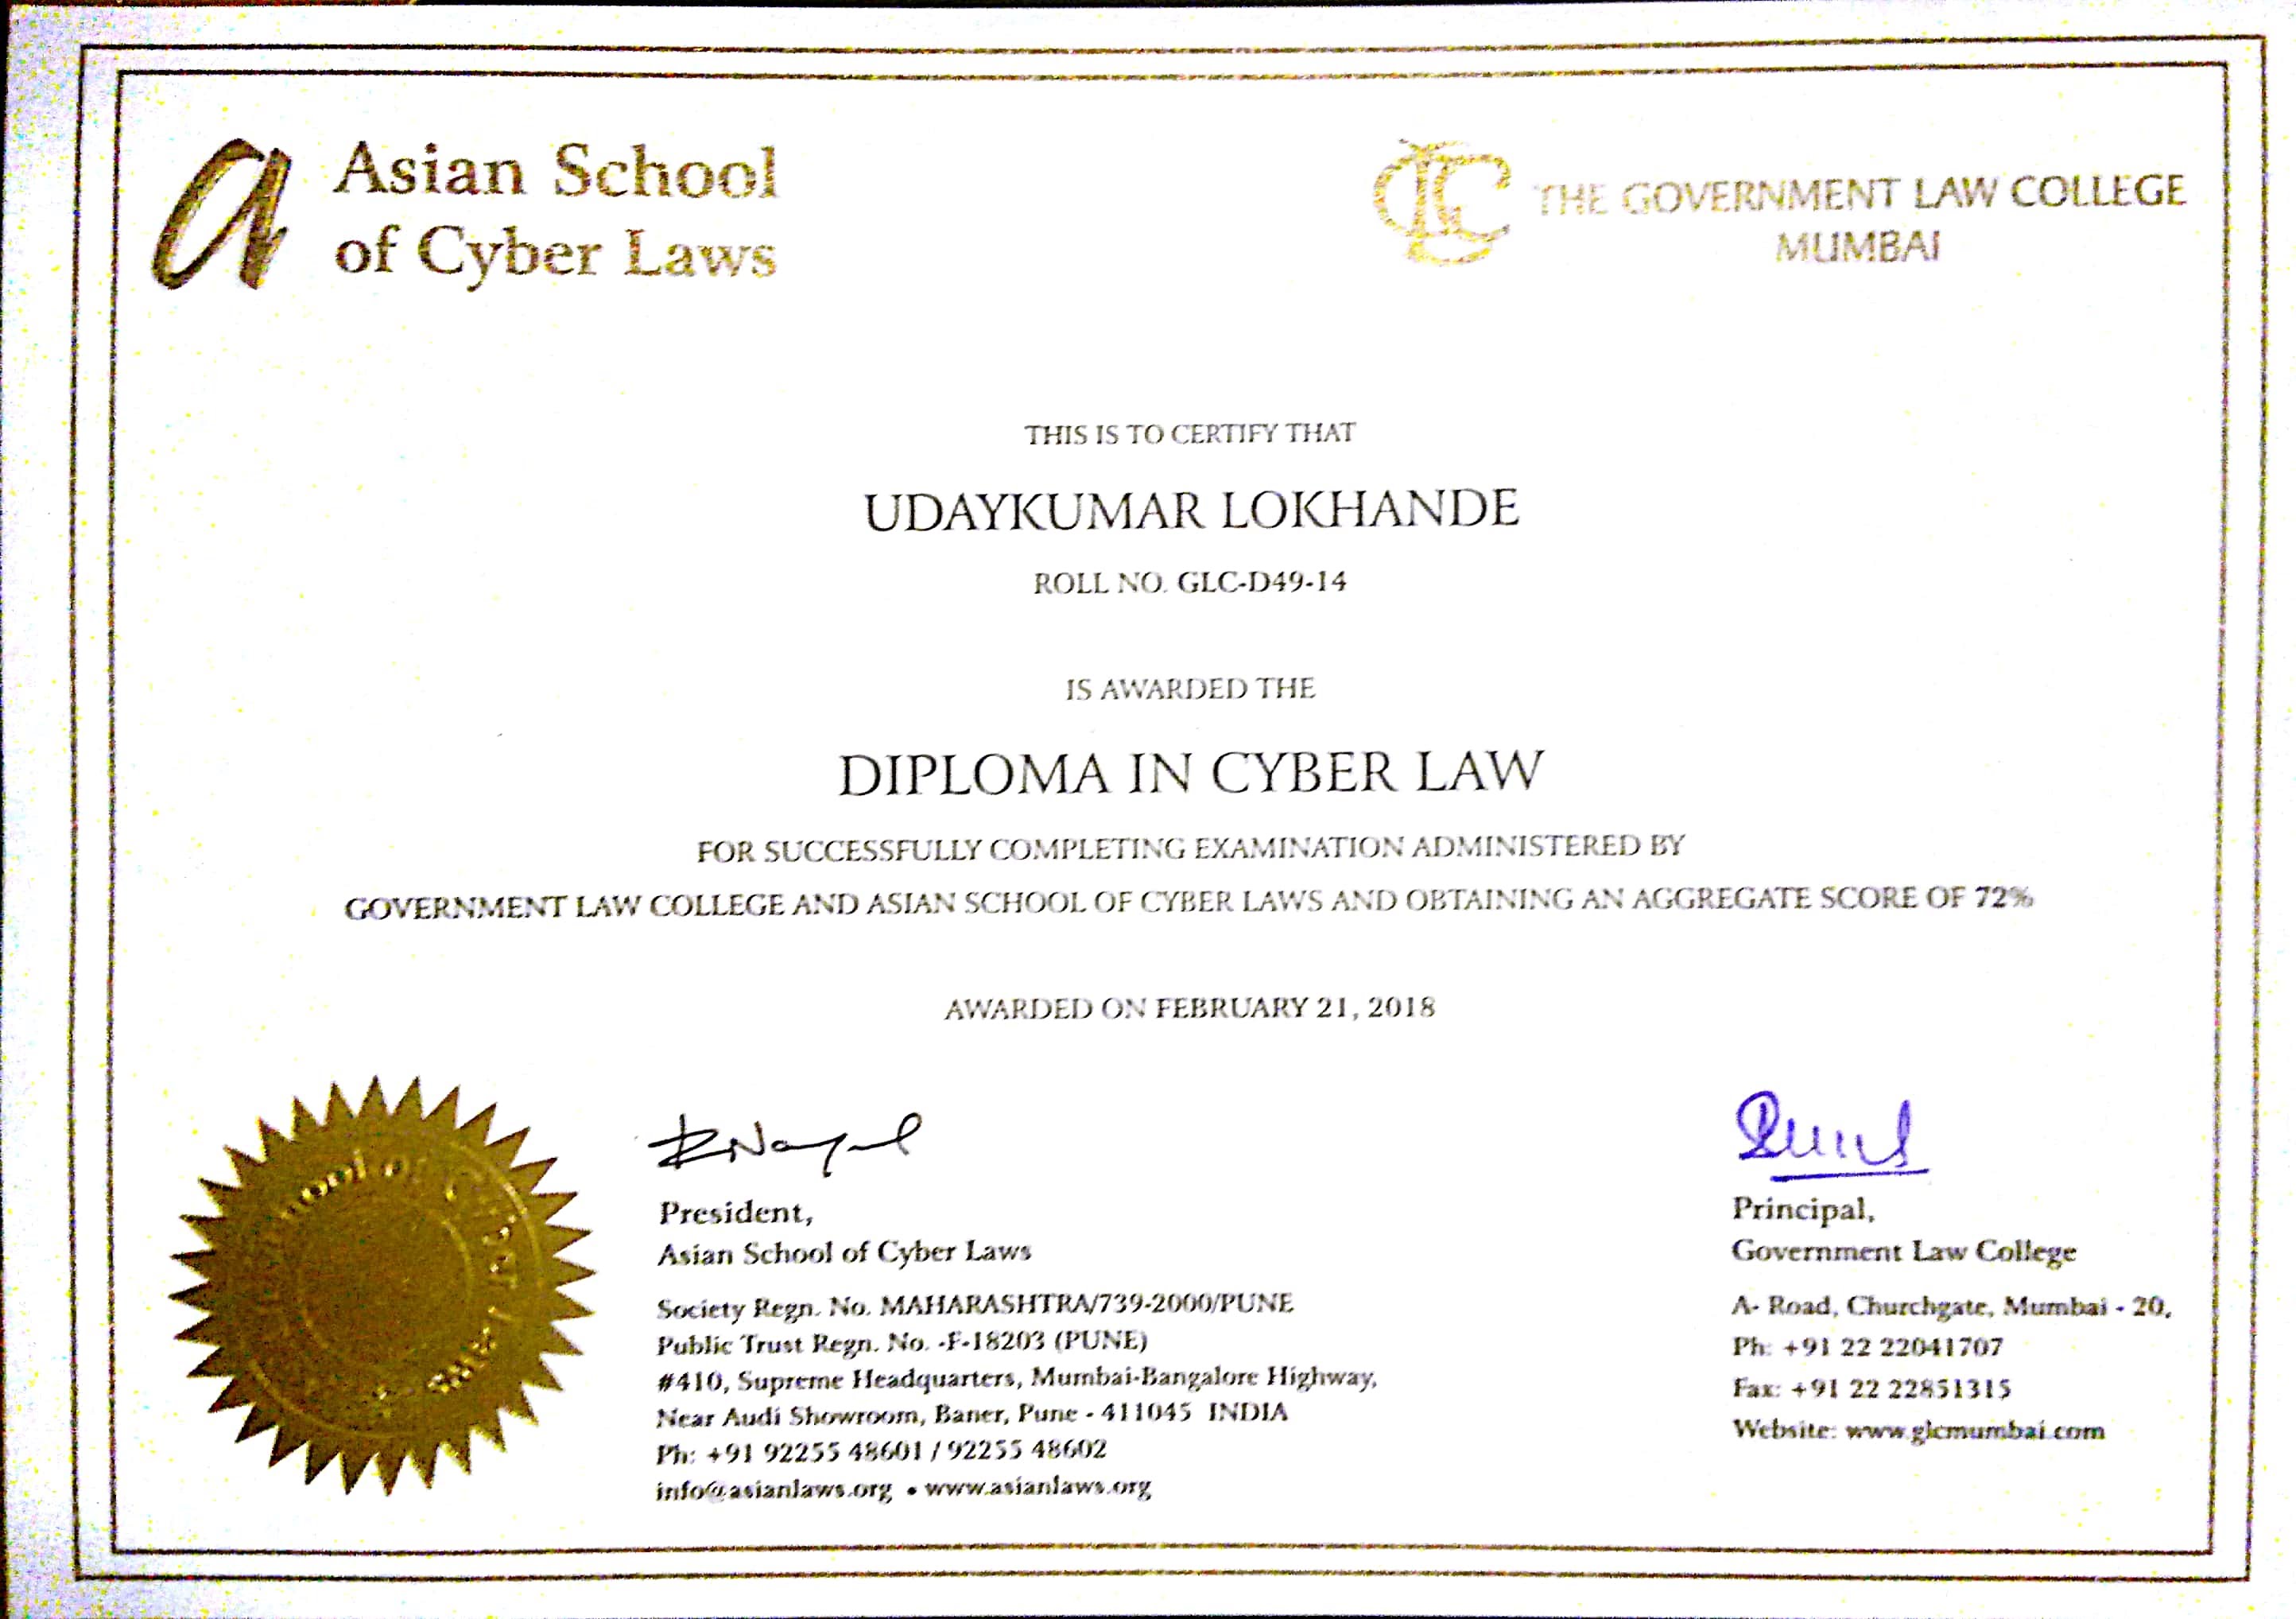 Asian School
of Cyber Laws
THE GOVERNMENT LAW COLLEGE
MUMBAI
THIS IS TO CERTIFY THAT
UDAYKUMAR LOKHANDE
ROLL NO. GLC-D49-14
IS AWARDED THE
DIPLOMA IN CYBER LAW
FOR SUCCESSFULLY COMPLETING EXAMINATION ADMINISTERED BY
GOVERNMENT LAW COLLEGE AND ASIAN SCHOOL OF CYBER LAWS AND OBTAINING AN AGGREGATE SCORE OF 72%
AWARDED ON FEBRUARY 21, 2018
President,
Asian School of Cyber Laws
Society Regn. No. MAHARASHTRA/739-2000/PUNE
Public Trust Regn. No. -F-18203 (PUNE)
#410, Supreme Headquarters, Mumbai-Bangalore Highway,
Near Audi Showroom, Baner, Pune - 411045 INDIA
Ph: +91 92255 48601 / 92255 48602
info@asianlaws.org • www.asianlaws.org
Principal,
Government Law College
A- Road, Churchgate, Mumbai - 20,
Ph: +91 22 22041707
Fax: +91 22 22851315
Website: www.glcmumbai.com